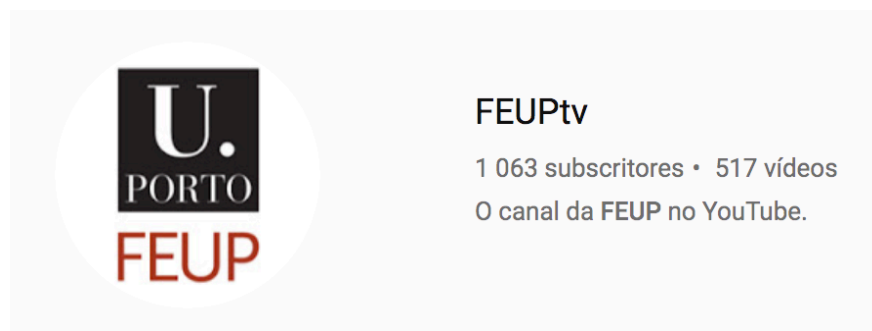 U.
PORTO
FEUP
FEUPtv
1 063 subscritores • 517 vídeos
O canal da FEUP no YouTube.